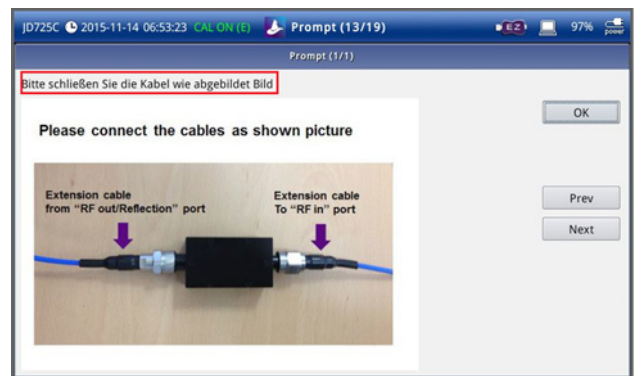 JD725C 2015-11-14 06:53:23 CAL ON (E) Prompt (13/19) EZ 97% power
Prompt (1/1)
Bitte schließen Sie die Kabel wie abgebildet Bild
OK
Please connect the cables as shown picture
Extension cable
from “RF out/Reflection” port
Extension cable
To “RF in” port
Prev
Next